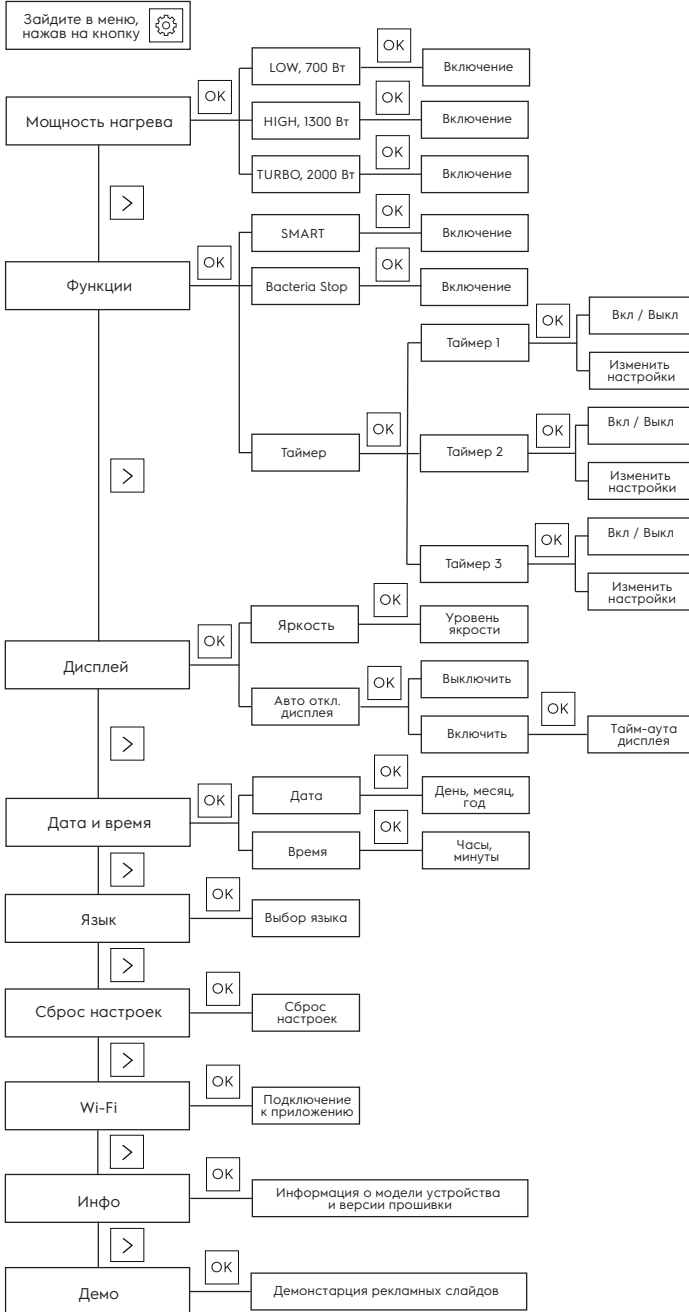 Зайдите в меню,
нажав на кнопку
OK
LOW, 700 Вт
Включение
OK
Мощность нагрева
HIGH, 1300 Вт
OK
Включение
OK
TURBO, 2000 Вт
Включение
>
OK
SMART
Включение
OK
Функции
OK
Bacteria Stop
Включение
OK
Вкл / Выкл
Таймер 1
Изменить
настройки
OK
Вкл / Выкл
OK
Таймер
Таймер 2
>
Изменить
настройки
OK
Вкл / Выкл
Таймер 3
Изменить
настройки
OK
Яркость
Уровень
яркости
OK
Дисплей
OK
Выключить
Авто откл.
дисплея
OK
Включить
Тайм-аута
дисплея
>
OK
Дата
День, месяц,
год
OK
Дата и время
OK
Время
Часы,
минуты
>
OK
Язык
Выбор языка
>
OK
Сброс настроек
Сброс
настроек
>
OK
Wi-Fi
Подключение
к приложению
>
OK
Инфо
Информация о модели устройства
и версии прошивки
>
OK
Демо
Демонстарция рекламных слайдов